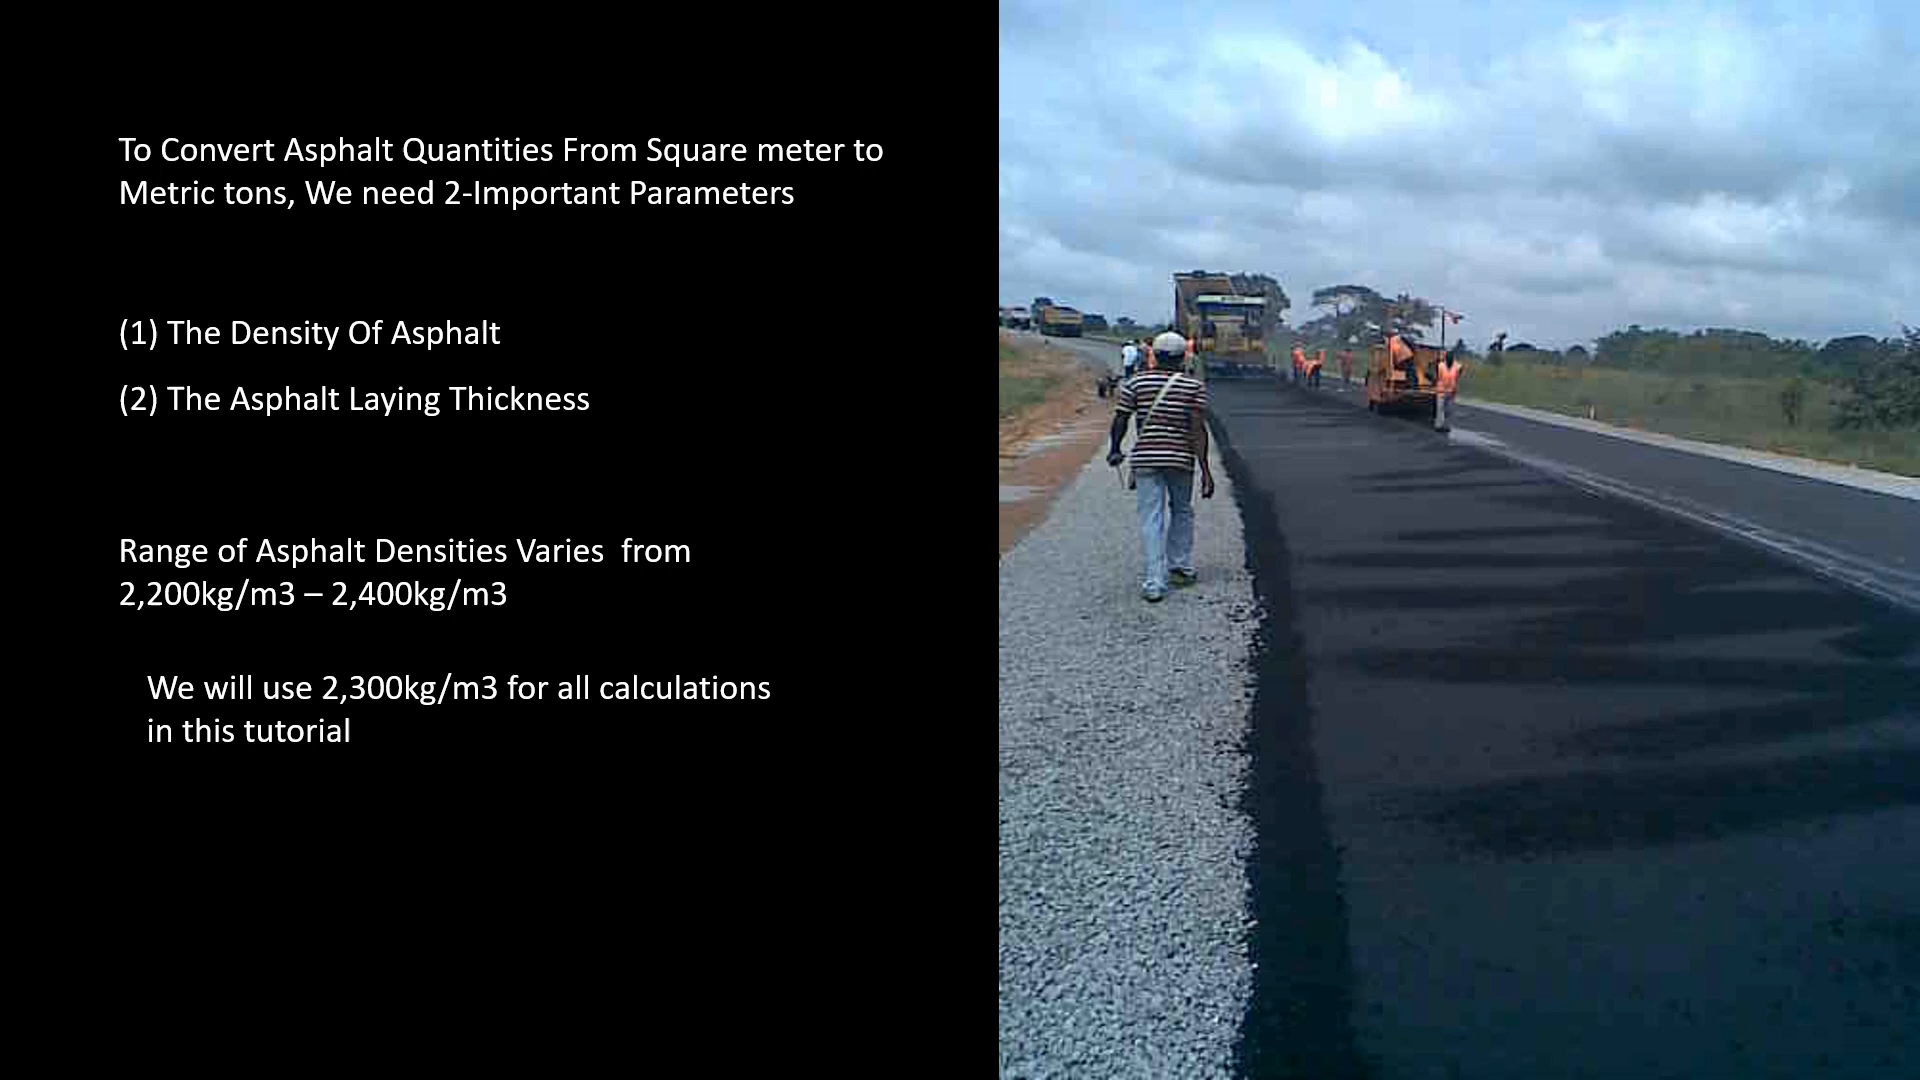 To Convert Asphalt Quantities From Square meter to
Metric tons, We need 2-Important Parameters
(1) The Density Of Asphalt
(2) The Asphalt Laying Thickness
Range of Asphalt Densities Varies  from
2,200kg/m3 – 2,400kg/m3
We will use 2,300kg/m3 for all calculations
in this tutorial